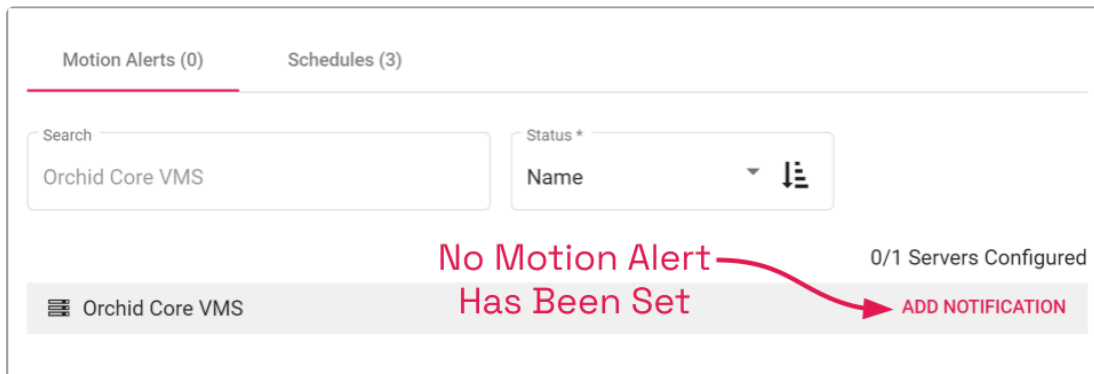 Motion Alerts (0) Schedules (3)
Search Status *
Orchid Core VMS Name
No Motion Alert
Has Been Set
0/1 Servers Configured
Orchid Core VMS ADD NOTIFICATION